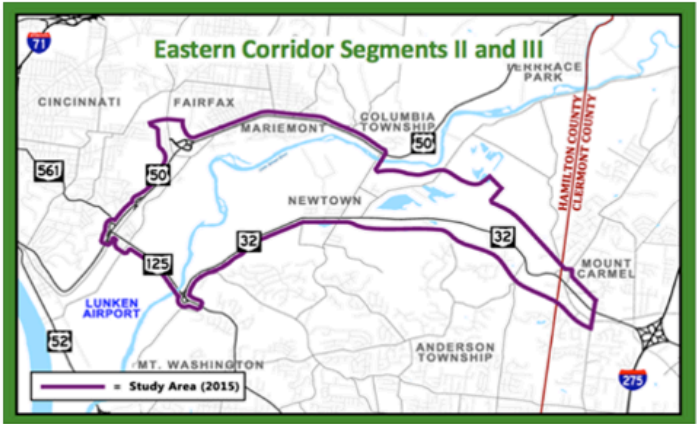 Eastern Corridor Segments II and III
71
TERRRACE
PARK
CINCINNATI
FAIRFAX
COLUMBIA
TOWNSHIP
MARIEMONT
50
HAMILTON COUNTY
CLERMONT COUNTY
561
50
NEWTOWN
32
32
125
MOUNT
CARMEL
LUNKEN
AIRPORT
52
ANDERSON
TOWNSHIP
MT. WASHINGTON
275
= Study Area (2015)